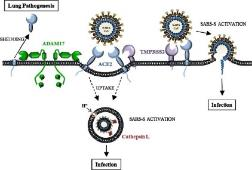 Lung Pathogenesis
SHEDDING
ADAM17
ACE2
TMPRSS2
SARS-S ACTIVATION
UPTAKE
Infection
H+
SARS-S ACTIVATION
Cathepsin L
Infection